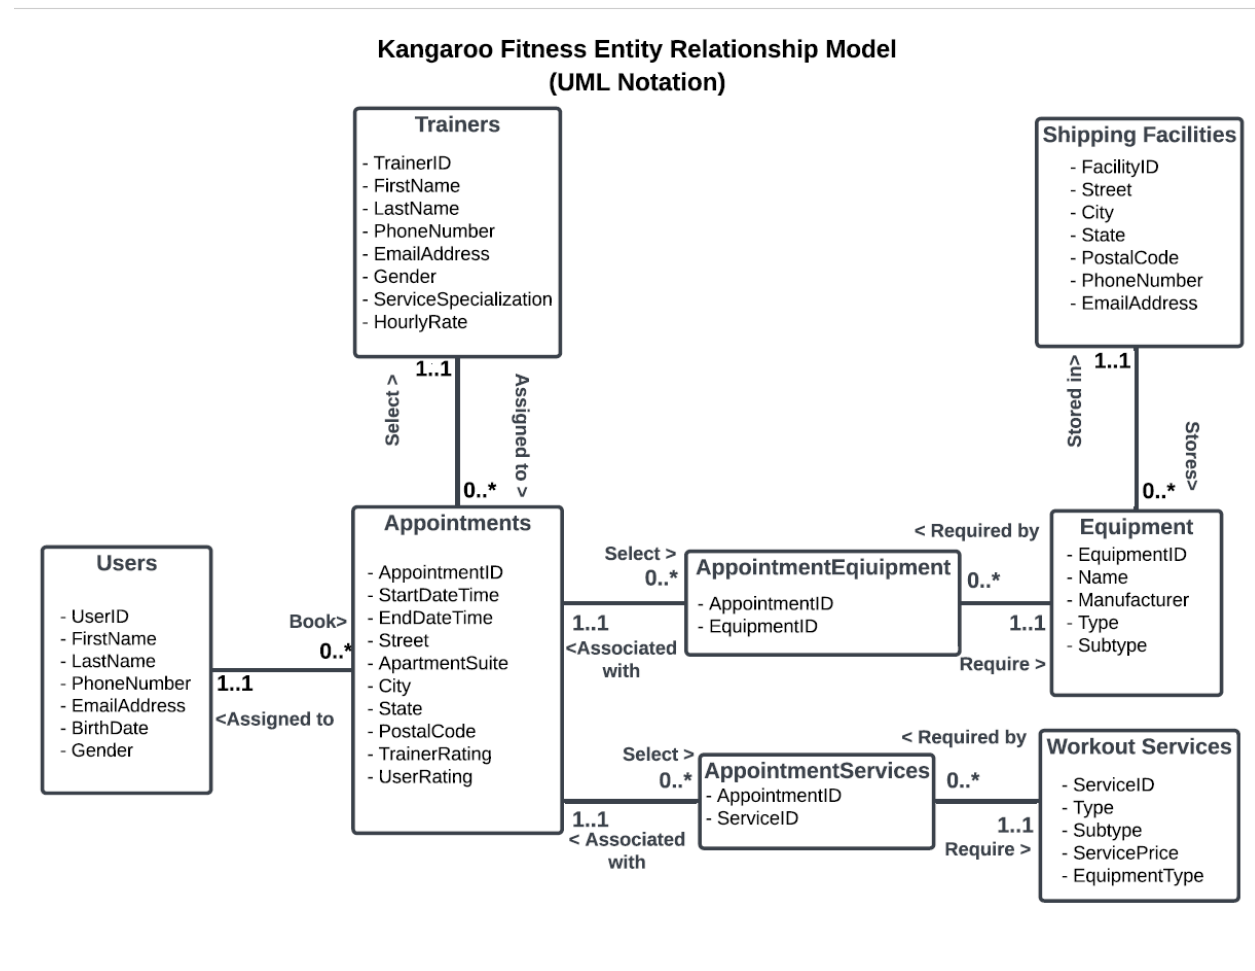 Kangaroo Fitness Entity Relationship Model
(UML Notation)
Trainers
- TrainerID
- FirstName
- LastName
- PhoneNumber
- EmailAddress
- Gender
- ServiceSpecialization
- HourlyRate
1..1
Select >
Assigned to >
0..*
Shipping Facilities
- FacilityID
- Street
- City
- State
- PostalCode
- PhoneNumber
- EmailAddress
1..1
Stored in>
Stores>
0..*
Users
- UserID
- FirstName
- LastName
- PhoneNumber
- EmailAddress
- BirthDate
- Gender
Book>
0..*
1..1
<Assigned to
Appointments
- AppointmentID
- StartDateTime
- EndDateTime
- Street
- ApartmentSuite
- City
- State
- PostalCode
- TrainerRating
- UserRating
Select >
0..*
1..1
<Associated
with
AppointmentEqiuipment
- AppointmentID
- EquipmentID
< Required by
0..*
1..1
Require >
Equipment
- EquipmentID
- Name
- Manufacturer
- Type
- Subtype
Select >
0..*
1..1
< Associated
with
AppointmentServices
- AppointmentID
- ServiceID
< Required by
0..*
1..1
Require >
Workout Services
- ServiceID
- Type
- Subtype
- ServicePrice
- EquipmentType